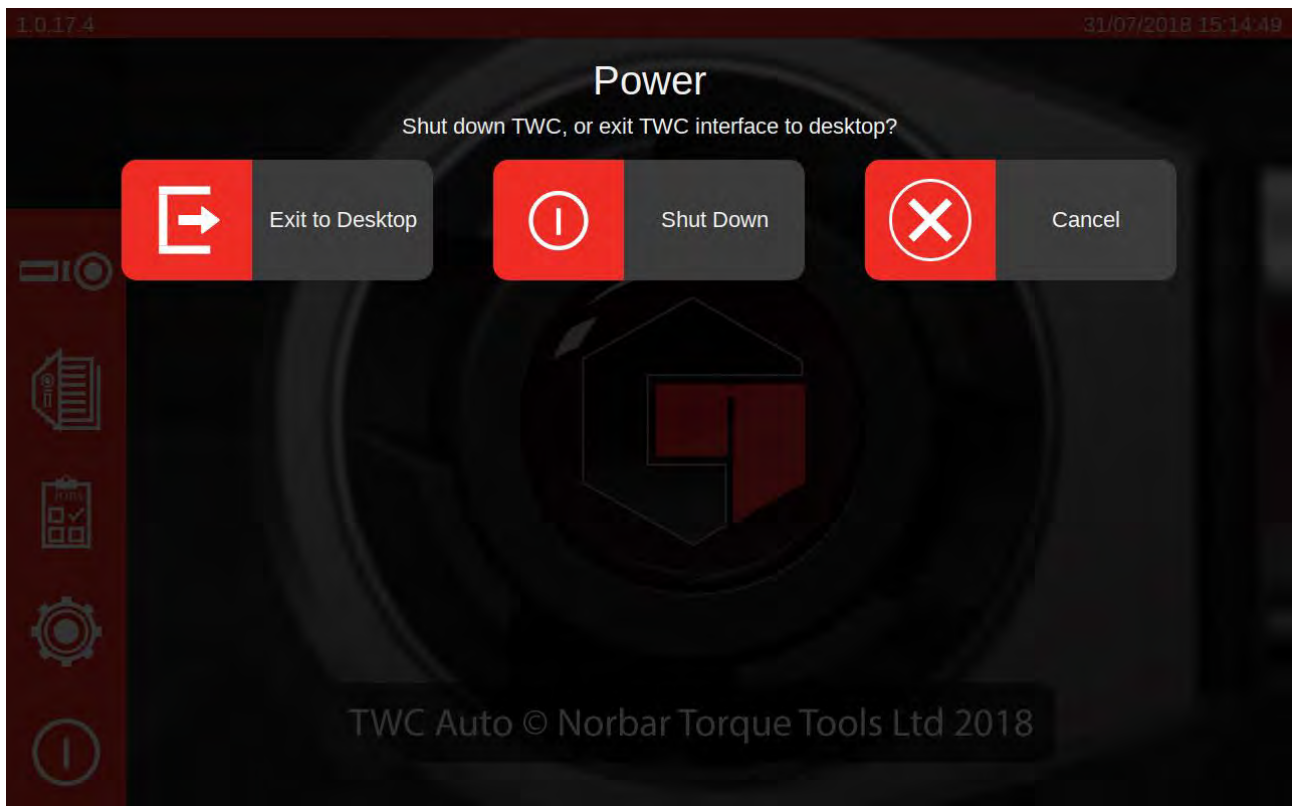 1.0.17.4 31/07/2018 15:14:49
Power
Shut down TWC, or exit TWC interface to desktop?
Exit to Desktop Shut Down Cancel
JOBS
TWC Auto © Norbar Torque Tools Ltd 2018